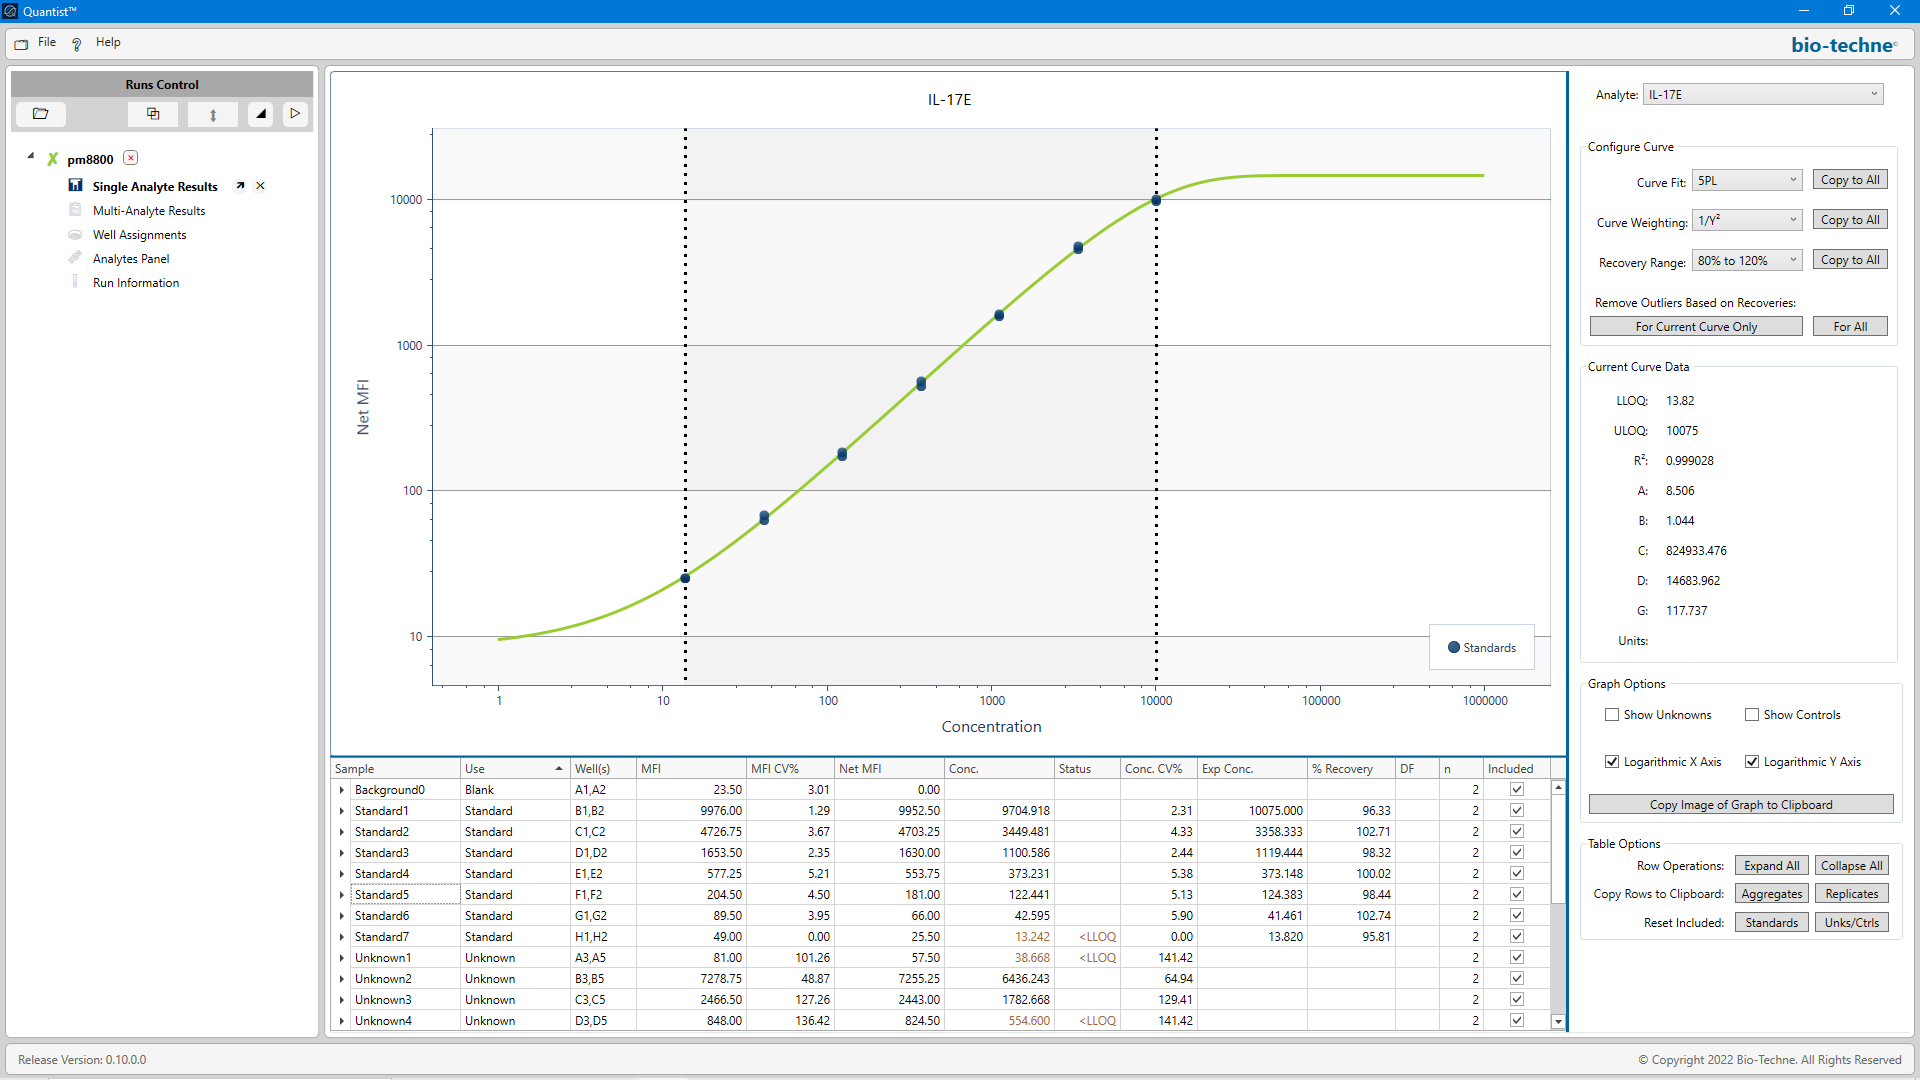 Quantist™
File Help
bio-techne
Runs Control
pm8800
Single Analyte Results
Multi-Analyte Results
Well Assignments
Analytes Panel
Run Information
IL-17E
10000
1000
100
10
Net MFI
1 10 100 1000 10000 100000 1000000
Concentration
Standards
Sample Use Well(s) MFI MFI CV% Net MFI Conc. Status Conc. CV% Exp Conc. % Recovery DF n Included
Background0 Blank A1,A2 23.50 3.01 0.00 2
Standard1 Standard B1,B2 9976.00 1.29 9952.50 9704.918 2.31 10075.000 96.33 2
Standard2 Standard C1,C2 4726.75 3.67 4703.25 3449.481 4.33 3358.333 102.71 2
Standard3 Standard D1,D2 1653.50 2.35 1630.00 1100.586 2.44 1119.444 98.32 2
Standard4 Standard E1,E2 577.25 5.21 553.75 373.231 5.38 373.148 100.02 2
Standard5 Standard F1,F2 204.50 4.50 181.00 122.441 5.13 124.383 98.44 2
Standard6 Standard G1,G2 89.50 3.95 66.00 42.595 5.90 41.461 102.74 2
Standard7 Standard H1,H2 49.00 0.00 25.50 13.242 <LLOQ 0.00 13.820 95.81 2
Unknown1 Unknown A3,A5 81.00 101.26 57.50 38.668 <LLOQ 141.42 2
Unknown2 Unknown B3,B5 7278.75 48.87 7255.25 6436.243 64.94 2
Unknown3 Unknown C3,C5 2466.50 127.26 2443.00 1782.668 129.41 2
Unknown4 Unknown D3,D5 848.00 136.42 824.50 554.600 <LLOQ 141.42 2
Analyte: IL-17E
Configure Curve
Curve Fit: 5PL Copy to All
Curve Weighting: 1/Y² Copy to All
Recovery Range: 80% to 120% Copy to All
Remove Outliers Based on Recoveries:
For Current Curve Only For All
Current Curve Data
LLOQ: 13.82
ULOQ: 10075
R²: 0.999028
A: 8.506
B: 1.044
C: 824933.476
D: 14683.962
G: 117.737
Units:
Graph Options
Show Unknowns Show Controls
Logarithmic X Axis Logarithmic Y Axis
Copy Image of Graph to Clipboard
Table Options
Row Operations: Expand All Collapse All
Copy Rows to Clipboard: Aggregates Replicates
Reset Included: Standards Unks/Ctrls
Release Version: 0.10.0.0
© Copyright 2022 Bio-Techne. All Rights Reserved